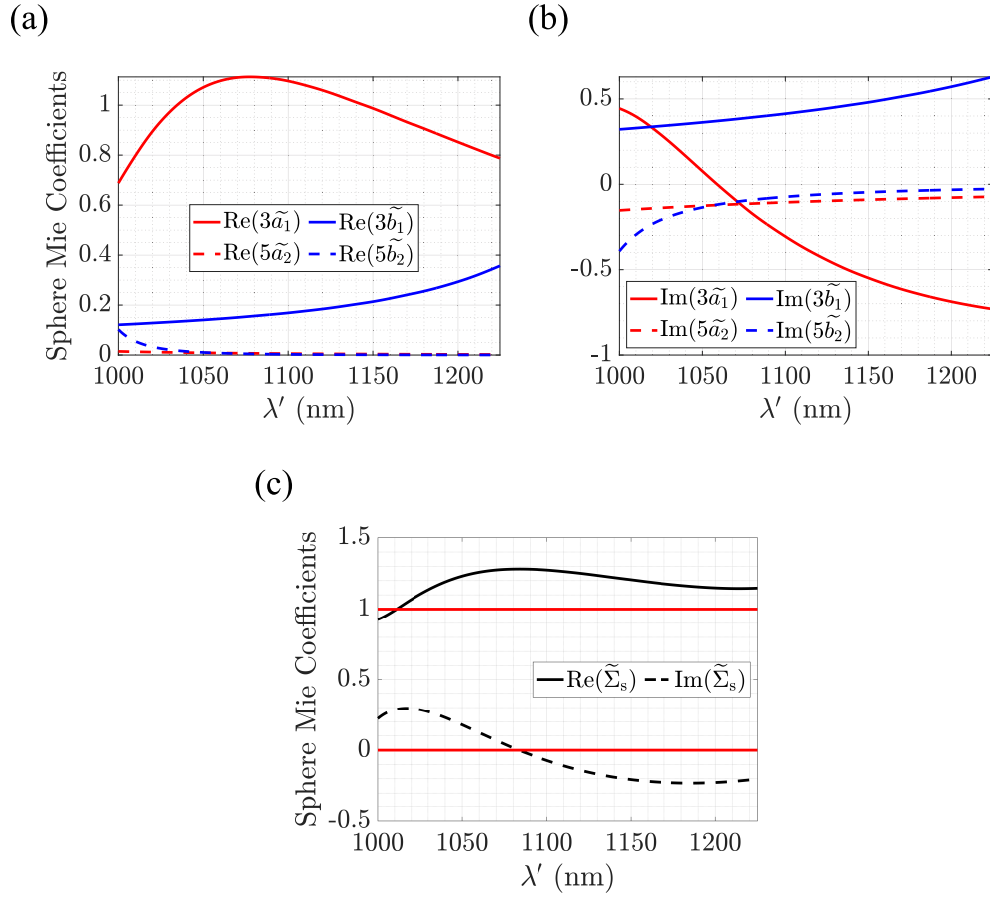 (a)
Sphere Mie Coefficients
1
0.8
0.6
0.4
0.2
0
Re(3ã₁) Re(3b̃₁)
Re(5ã₂) Re(5b̃₂)
1000 1050 1100 1150 1200
λ′ (nm)
(b)
0.5
0
-0.5
-1
Im(3ã₁) Im(3b̃₁)
Im(5ã₂) Im(5b̃₂)
1000 1050 1100 1150 1200
λ′ (nm)
(c)
Sphere Mie Coefficients
1.5
1
0.5
0
-0.5
Re(Σ̃ₛ) Im(Σ̃ₛ)
1000 1050 1100 1150 1200
λ′ (nm)